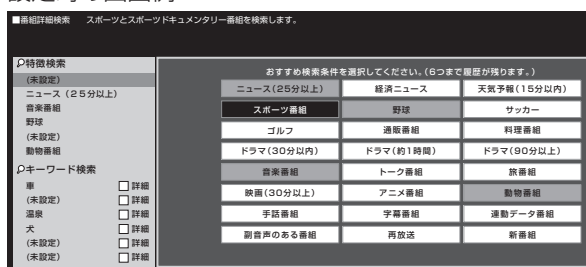 ■番組詳細検索 スポーツとスポーツドキュメンタリー番組を検索します。
特徴検索
(未設定)
ニュース(25分以上)
音楽番組
野球
(未設定)
動物番組
キーワード検索
車 詳細
(未設定) 詳細
温泉 詳細
犬 詳細
(未設定) 詳細
(未設定) 詳細
おすすめ検索条件を選択してください。(6つまで履歴が残ります。)
ニュース(25分以上) 経済ニュース 天気予報(15分以内)
スポーツ番組 野球 サッカー
ゴルフ 通販番組 料理番組
ドラマ(30分以内) ドラマ(約1時間) ドラマ(90分以上)
音楽番組 トーク番組 旅番組
映画(30分以上) アニメ番組 動物番組
手話番組 字幕番組 連動データ番組
副音声のある番組 再放送 新番組